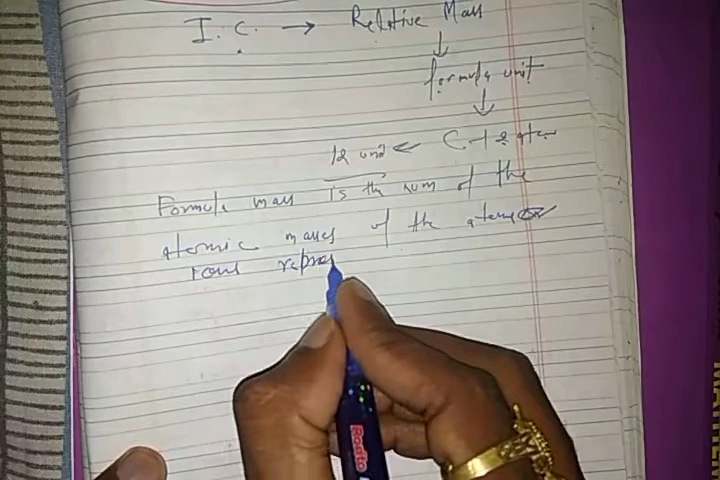 I. C. → Relative Mass
↓
formula unit
↓
12 unit ← C-12
Formula mass is the sum of the
atomic masses of the atoms or
ions repres
Rorito